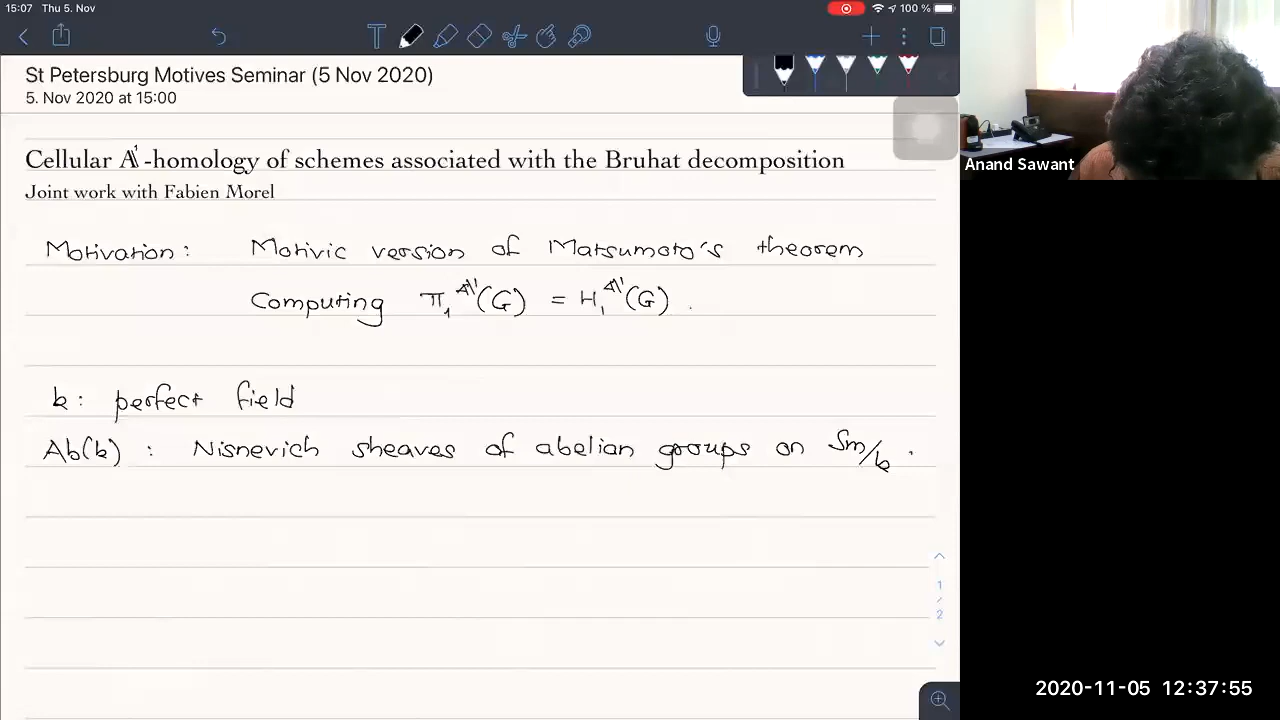 15:07 Thu 5. Nov
100 %
St Petersburg Motives Seminar (5 Nov 2020)
5. Nov 2020 at 15:00
Cellular A¹-homology of schemes associated with the Bruhat decomposition
Joint work with Fabien Morel
Motivation: Motivic version of Matsumoto's theorem
Computing π₁^A¹(G) = H₁^A¹(G).
k: perfect field
Ab(k) : Nisnevich sheaves of abelian groups on Sm/k.
1
2
Anand Sawant
2020-11-05 12:37:55